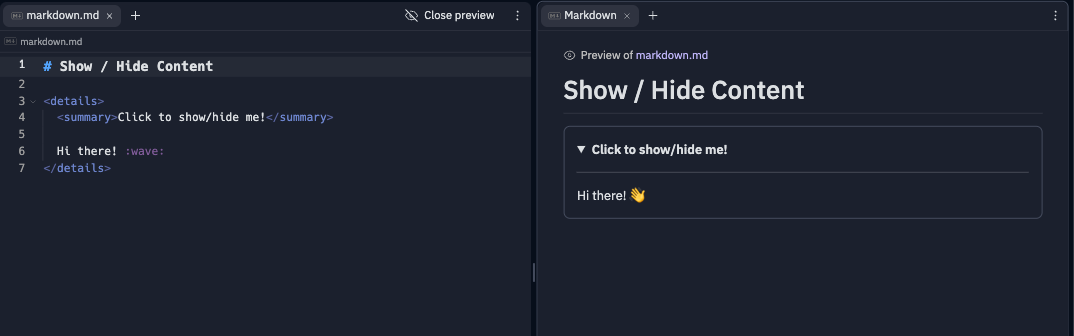 markdown.md × +
Close preview
markdown.md
1 # Show / Hide Content
2
3 <details>
4 <summary>Click to show/hide me!</summary>
5
6 Hi there! :wave:
7 </details>
Markdown × +
Preview of markdown.md
Show / Hide Content
▼ Click to show/hide me!
Hi there! 👋